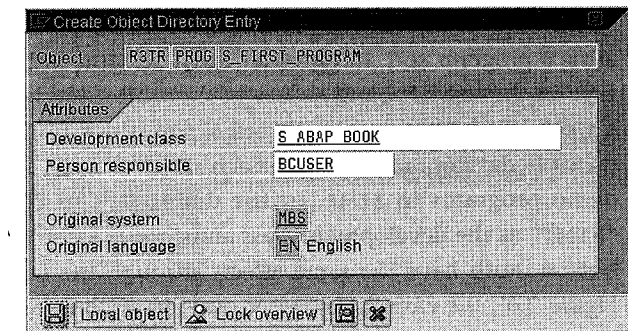 Create Object Directory Entry
Object R3TR PROG S_FIRST_PROGRAM
Attributes
Development class S_ABAP_BOOK
Person responsible BCUSER
Original system MBS
Original language EN English
Local object Lock overview